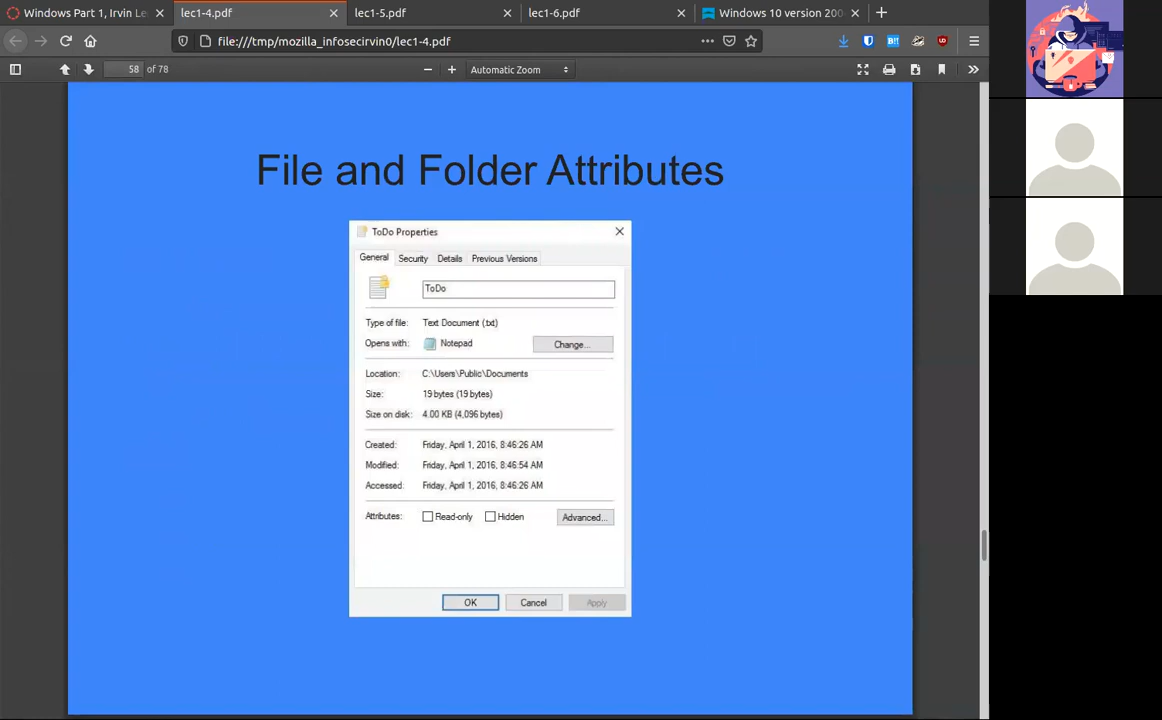 Windows Part 1, Irvin Le
lec1-4.pdf
lec1-5.pdf
lec1-6.pdf
Windows 10 version 200
file:///tmp/mozilla_infosecirvin0/lec1-4.pdf
58 of 78
Automatic Zoom
File and Folder Attributes
ToDo Properties
General Security Details Previous Versions
ToDo
Type of file: Text Document (.txt)
Opens with: Notepad Change...
Location: C:\Users\Public\Documents
Size: 19 bytes (19 bytes)
Size on disk: 4.00 KB (4,096 bytes)
Created: Friday, April 1, 2016, 8:46:26 AM
Modified: Friday, April 1, 2016, 8:46:54 AM
Accessed: Friday, April 1, 2016, 8:46:26 AM
Attributes: Read-only Hidden Advanced...
OK Cancel Apply